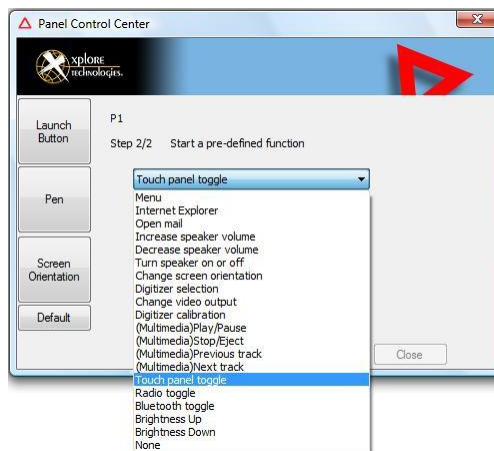 Panel Control Center
xplore
technologies.
Launch
Button
Pen
Screen
Orientation
Default
P1
Step 2/2 Start a pre-defined function
Touch panel toggle
Menu
Internet Explorer
Open mail
Increase speaker volume
Decrease speaker volume
Turn speaker on or off
Change screen orientation
Digitizer selection
Change video output
Digitizer calibration
(Multimedia)Play/Pause
(Multimedia)Stop/Eject
(Multimedia)Previous track
(Multimedia)Next track
Touch panel toggle
Radio toggle
Bluetooth toggle
Brightness Up
Brightness Down
None
Close